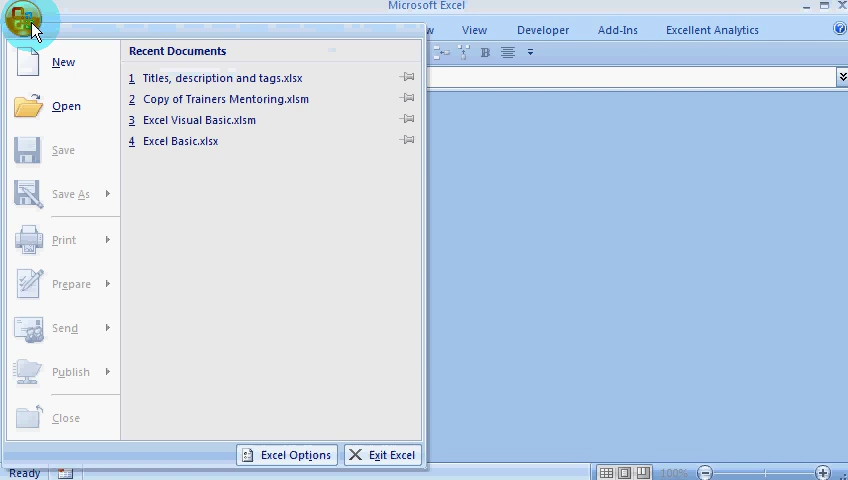 Microsoft Excel
w View Developer Add-Ins Excellent Analytics
New
Open
Save
Save As
Print
Prepare
Send
Publish
Close
Recent Documents
1 Titles, description and tags.xlsx
2 Copy of Trainers Mentoring.xlsm
3 Excel Visual Basic.xlsm
4 Excel Basic.xlsx
Excel Options Exit Excel
Ready 100%